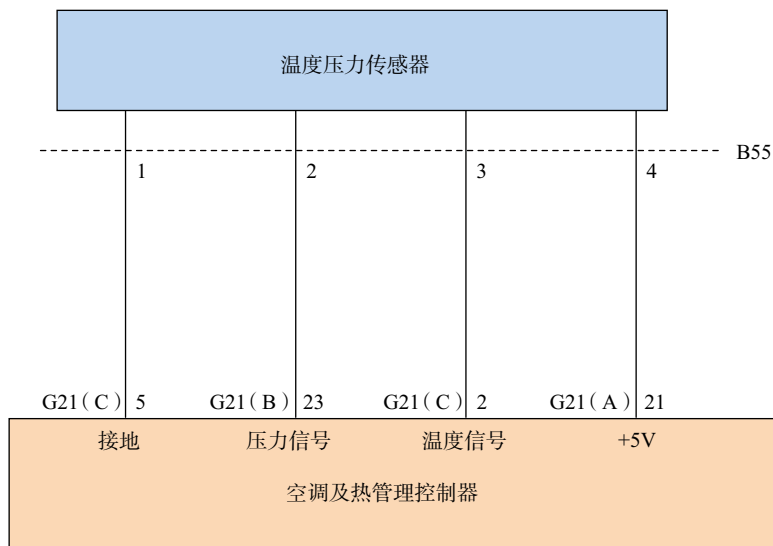 温度压力传感器
B55
1 2 3 4
G21（C） 5 G21（B） 23 G21（C） 2 G21（A） 21
接地 压力信号 温度信号 +5V
空调及热管理控制器